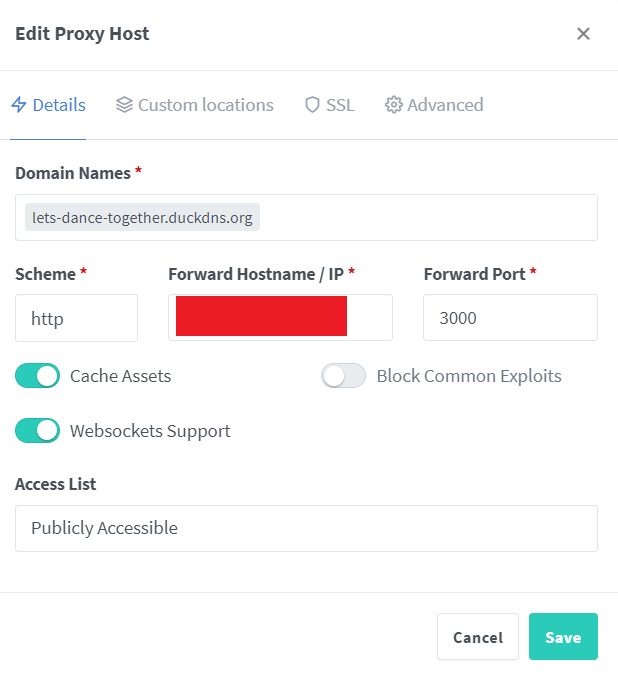 Edit Proxy Host
Details Custom locations SSL Advanced
Domain Names *
lets-dance-together.duckdns.org
Scheme * Forward Hostname / IP * Forward Port *
http 3000
Cache Assets Block Common Exploits
Websockets Support
Access List
Publicly Accessible
Cancel Save